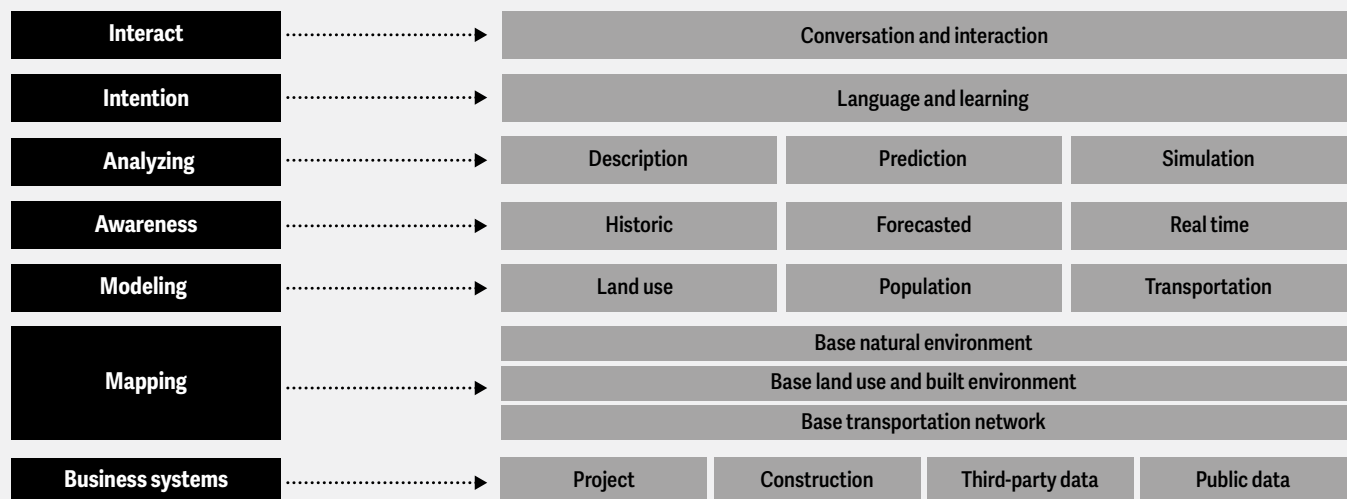 Interact
Conversation and interaction
Intention
Language and learning
Analyzing
Description
Prediction
Simulation
Awareness
Historic
Forecasted
Real time
Modeling
Land use
Population
Transportation
Mapping
Base natural environment
Base land use and built environment
Base transportation network
Business systems
Project
Construction
Third-party data
Public data